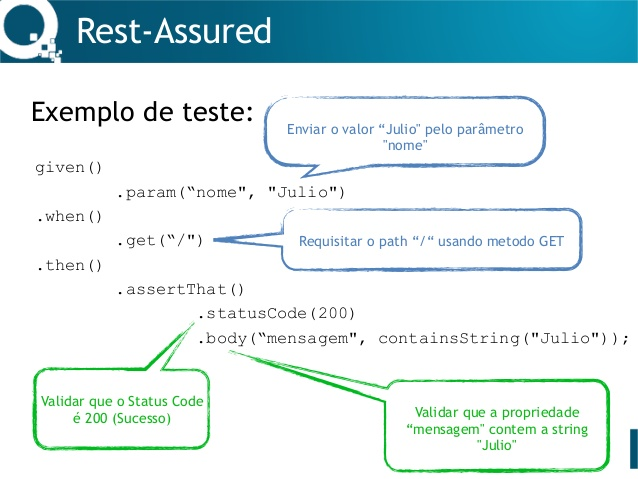 Rest-Assured
Exemplo de teste:
Enviar o valor “Julio" pelo parâmetro
"nome"
given()
.param(“nome", "Julio")
.when()
.get(“/")
Requisitar o path “/“ usando metodo GET
.then()
.assertThat()
.statusCode(200)
.body(“mensagem", containsString("Julio"));
Validar que o Status Code
é 200 (Sucesso)
Validar que a propriedade
“mensagem" contem a string
"Julio"